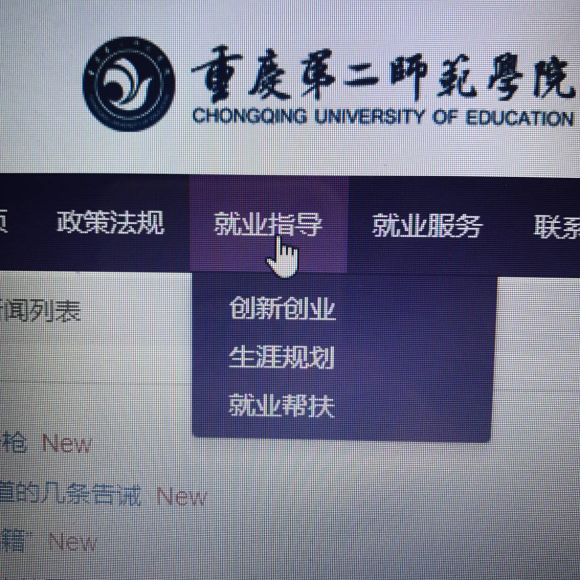 重慶第二師範學院
CHONGQING UNIVERSITY OF EDUCATION
政策法规 就业指导 就业服务 联系
闻列表
创新创业
生涯规划
就业帮扶
枪 New
道的几条告诫 New
籍" New